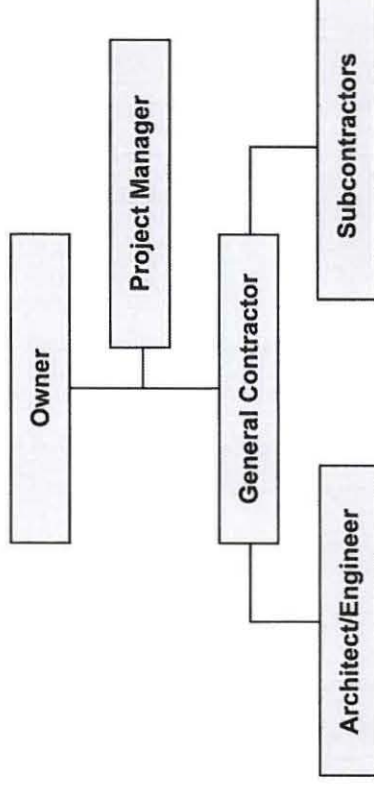 Owner
Project Manager
General Contractor
Architect/Engineer
Subcontractors